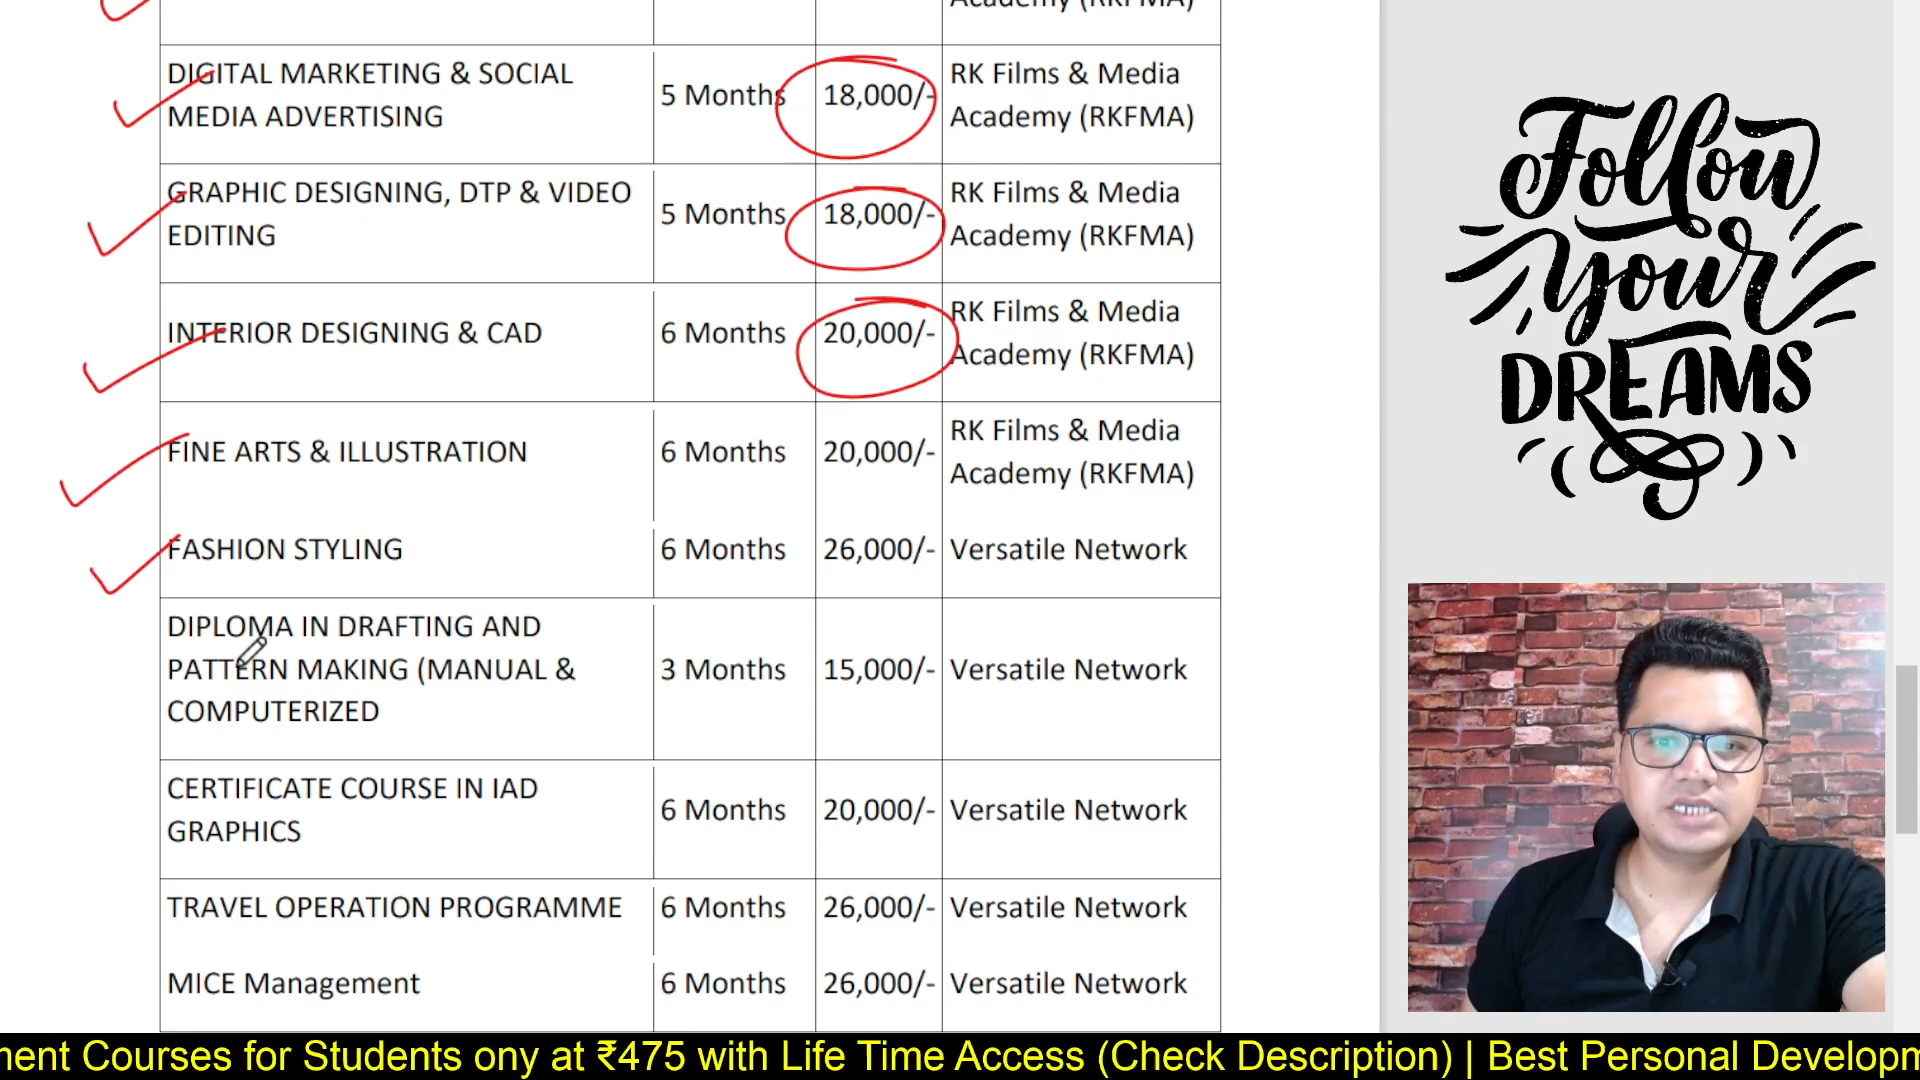 Academy (RKFMA)
DIGITAL MARKETING & SOCIAL
MEDIA ADVERTISING
5 Months
18,000/-
RK Films & Media
Academy (RKFMA)
GRAPHIC DESIGNING, DTP & VIDEO
EDITING
5 Months
18,000/-
RK Films & Media
Academy (RKFMA)
INTERIOR DESIGNING & CAD
6 Months
20,000/-
RK Films & Media
Academy (RKFMA)
FINE ARTS & ILLUSTRATION
6 Months
20,000/-
RK Films & Media
Academy (RKFMA)
FASHION STYLING
6 Months
26,000/-
Versatile Network
DIPLOMA IN DRAFTING AND
PATTERN MAKING (MANUAL &
COMPUTERIZED
3 Months
15,000/-
Versatile Network
CERTIFICATE COURSE IN IAD
GRAPHICS
6 Months
20,000/-
Versatile Network
TRAVEL OPERATION PROGRAMME
6 Months
26,000/-
Versatile Network
MICE Management
6 Months
26,000/-
Versatile Network
Follow
Your
DREAMS
ment Courses for Students ony at ₹475 with Life Time Access (Check Description) | Best Personal Developm